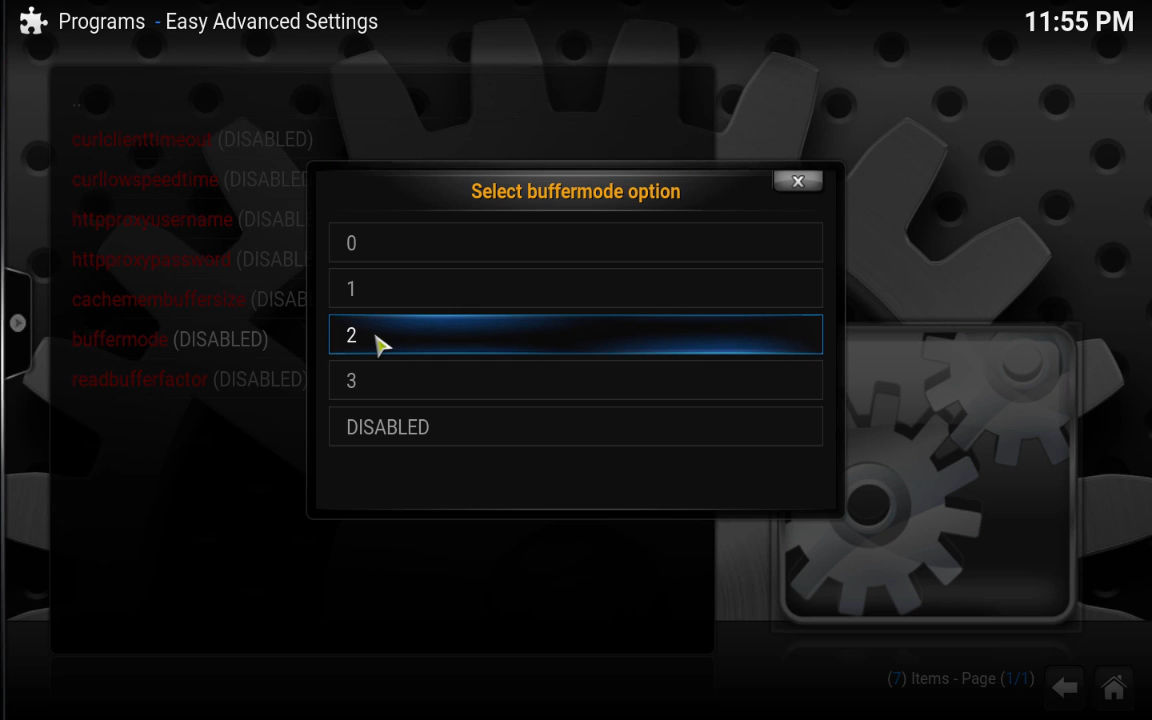 Programs - Easy Advanced Settings
11:55 PM
..
curlclienttimeout (DISABLED)
curllowspeedtime (DISABLED
httpproxyusername (DISABL
httpproxypassword (DISABLE
cachemembuffersize (DISAB
buffermode (DISABLED)
readbufferfactor (DISABLED)
Select buffermode option
x
0
1
2
3
DISABLED
(7) Items - Page (1/1)